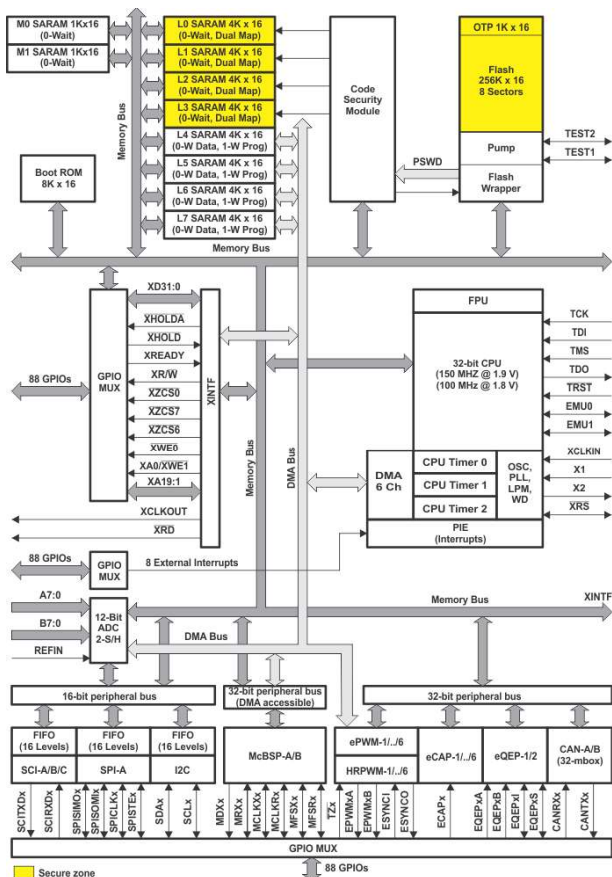 M0 SARAM 1Kx16
(0-Wait)
M1 SARAM 1Kx16
(0-Wait)
Memory Bus
L0 SARAM 4K x 16
(0-Wait, Dual Map)
L1 SARAM 4K x 16
(0-Wait, Dual Map)
L2 SARAM 4K x 16
(0-Wait, Dual Map)
L3 SARAM 4K x 16
(0-Wait, Dual Map)
L4 SARAM 4K x 16
(0-W Data, 1-W Prog)
L5 SARAM 4K x 16
(0-W Data, 1-W Prog)
L6 SARAM 4K x 16
(0-W Data, 1-W Prog)
L7 SARAM 4K x 16
(0-W Data, 1-W Prog)
Code
Security
Module
PSWD
OTP 1K x 16
Flash
256K x 16
8 Sectors
Pump
Flash
Wrapper
TEST2
TEST1
Boot ROM
8K x 16
Memory Bus
88 GPIOs
GPIO
MUX
XD31:0
XHOLDA
XHOLD
XREADY
XR/W
XZCS0
XZCS7
XZCS6
XWE0
XA0/XWE1
XA19:1
XCLKOUT
XRD
XINTF
Memory Bus
DMA Bus
FPU
32-bit CPU
(150 MHZ @ 1.9 V)
(100 MHz @ 1.8 V)
DMA
6 Ch
CPU Timer 0
CPU Timer 1
CPU Timer 2
OSC,
PLL,
LPM,
WD
PIE
(Interrupts)
TCK
TDI
TMS
TDO
TRST
EMU0
EMU1
XCLKIN
X1
X2
XRS
88 GPIOs
GPIO
MUX
8 External Interrupts
A7:0
B7:0
REFIN
12-Bit
ADC
2-S/H
Memory Bus
XINTF
DMA Bus
16-bit peripheral bus
32-bit peripheral bus
(DMA accessible)
32-bit peripheral bus
FIFO
(16 Levels)
FIFO
(16 Levels)
FIFO
(16 Levels)
SCI-A/B/C
SPI-A
I2C
McBSP-A/B
ePWM-1/../6
HRPWM-1/../6
eCAP-1/../6
eQEP-1/2
CAN-A/B
(32-mbox)
SCITXDx
SCIRXDx
SPISIMOx
SPISOMIx
SPICLKx
SPISTEx
SDAx
SCLx
MDXx
MRXx
MCLKXx
MCLKRx
MFSXx
MFSRx
TZx
EPWMxA
EPWMxB
ESYNCI
ESYNCO
ECAPx
EQEPxA
EQEPxB
EQEPxI
EQEPxS
CANRXx
CANTXx
GPIO MUX
88 GPIOs
Secure zone